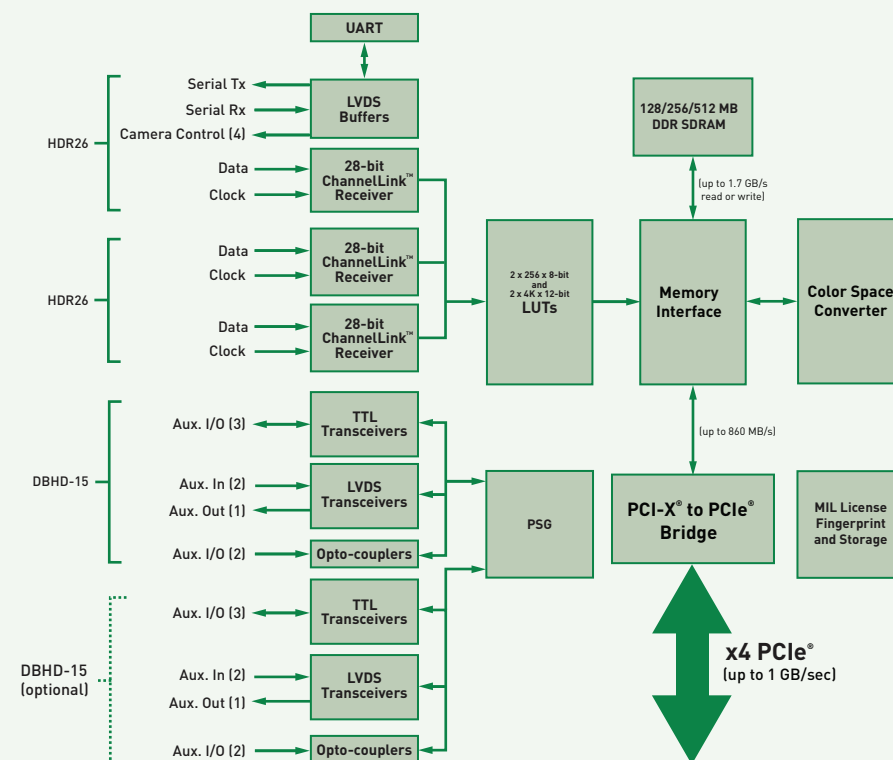 UART
Serial Tx
Serial Rx
Camera Control (4)
LVDS
Buffers
HDR26
Data
Clock
28-bit
ChannelLink™
Receiver
HDR26
Data
Clock
28-bit
ChannelLink™
Receiver
Data
Clock
28-bit
ChannelLink™
Receiver
128/256/512 MB
DDR SDRAM
(up to 1.7 GB/s
read or write)
2 x 256 x 8-bit
and
2 x 4K x 12-bit
LUTs
Memory
Interface
Color Space
Converter
(up to 860 MB/s)
DBHD-15
Aux. I/O (3)
TTL
Transceivers
Aux. In (2)
Aux. Out (1)
LVDS
Transceivers
Aux. I/O (2)
Opto-couplers
PSG
PCI-X® to PCIe®
Bridge
MIL License
Fingerprint
and Storage
DBHD-15
(optional)
Aux. I/O (3)
TTL
Transceivers
Aux. In (2)
Aux. Out (1)
LVDS
Transceivers
Aux. I/O (2)
Opto-couplers
x4 PCIe®
(up to 1 GB/sec)